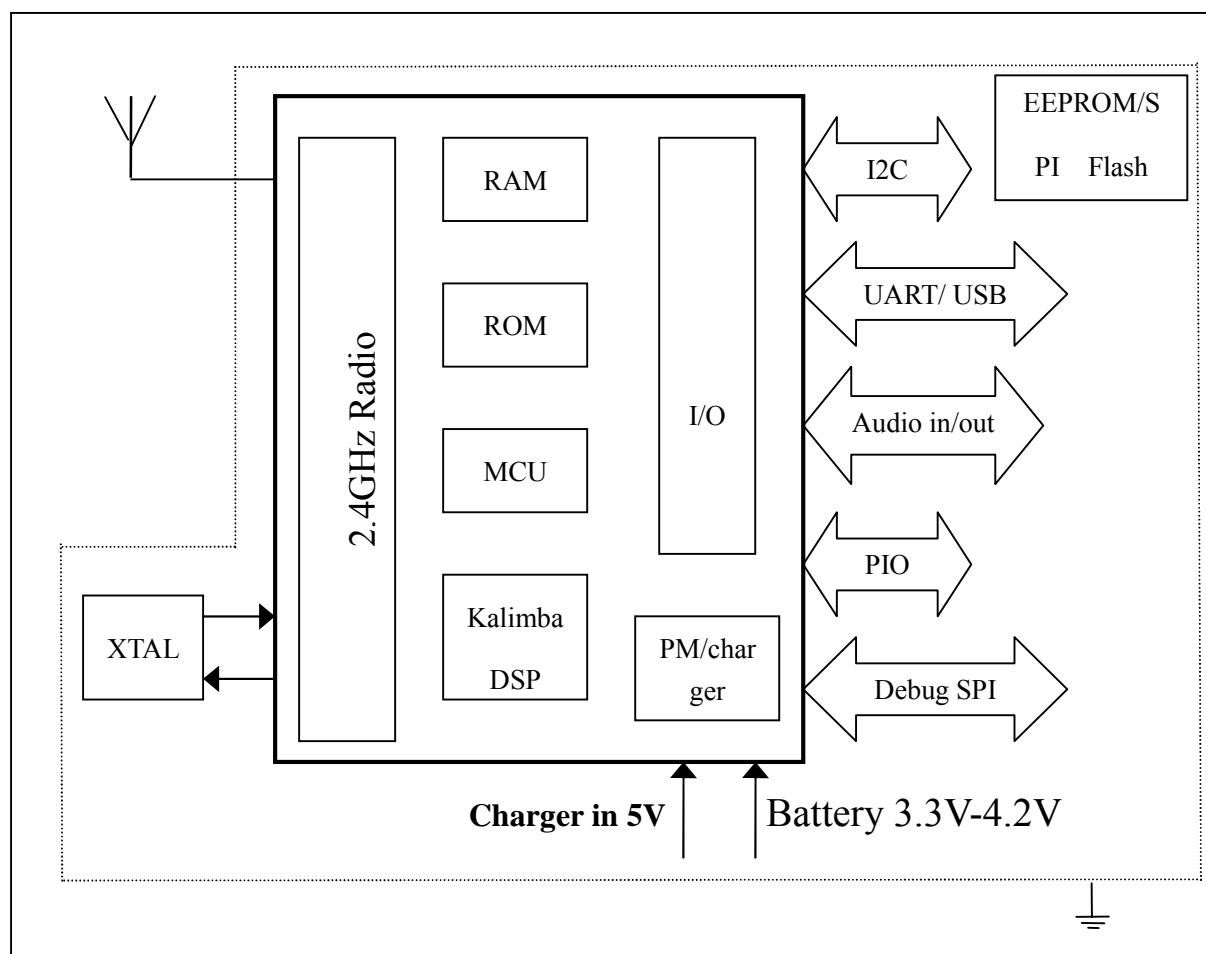 EEPROM/S
PI Flash
RAM
I2C
ROM
UART/ USB
2.4GHz Radio
I/O
Audio in/out
MCU
PIO
Kalimba
DSP
XTAL
PM/char
ger
Debug SPI
Charger in 5V
Battery 3.3V-4.2V